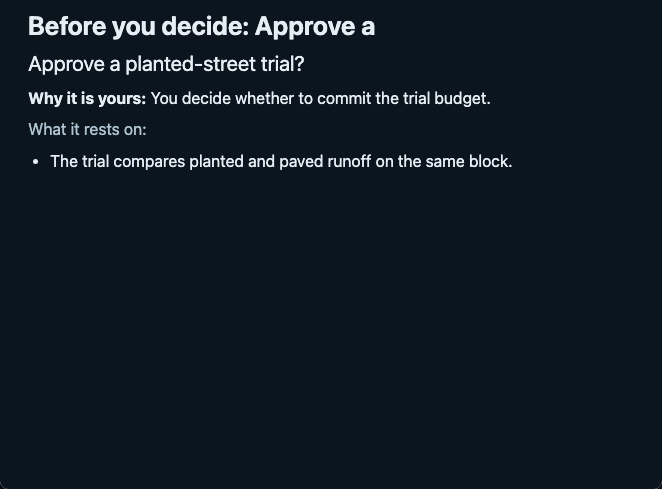 Before you decide: Approve a
Approve a planted-street trial?
Why it is yours: You decide whether to commit the trial budget.
What it rests on:
• The trial compares planted and paved runoff on the same block.